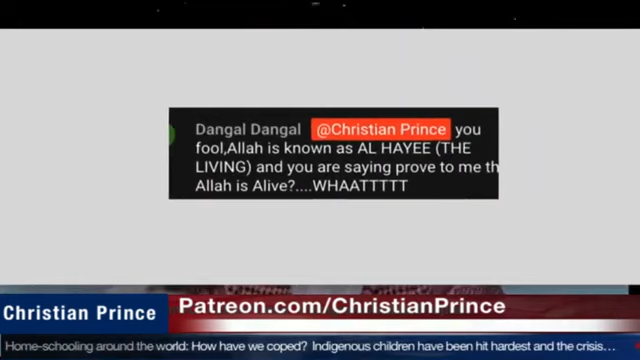 Dangal Dangal @Christian Prince you
fool,Allah is known as AL HAYEE (THE
LIVING) and you are saying prove to me th
Allah is Alive?....WHAATTTTT
Christian Prince
Patreon.com/ChristianPrince
Home-schooling around the world: How have we coped? Indigenous children have been hit hardest and the crisis...